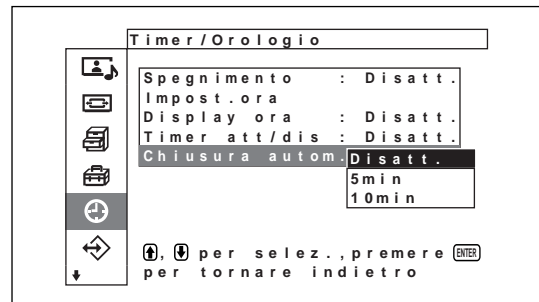 Timer/Orologio
Spegnimento : Disatt.
Impost.ora
Display ora : Disatt.
Timer att/dis : Disatt.
Chiusura autom. Disatt.
5min
10min
, per selez.,premere ENTER
per tornare indietro